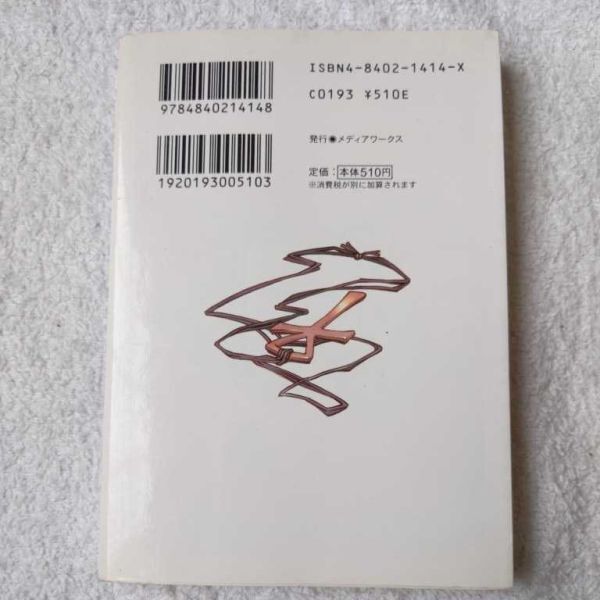 ISBN4-8402-1414-X
C0193 ¥510E
9784840214148
発行●メディアワークス
定価：本体510円
※消費税が別に加算されます
1920193005103